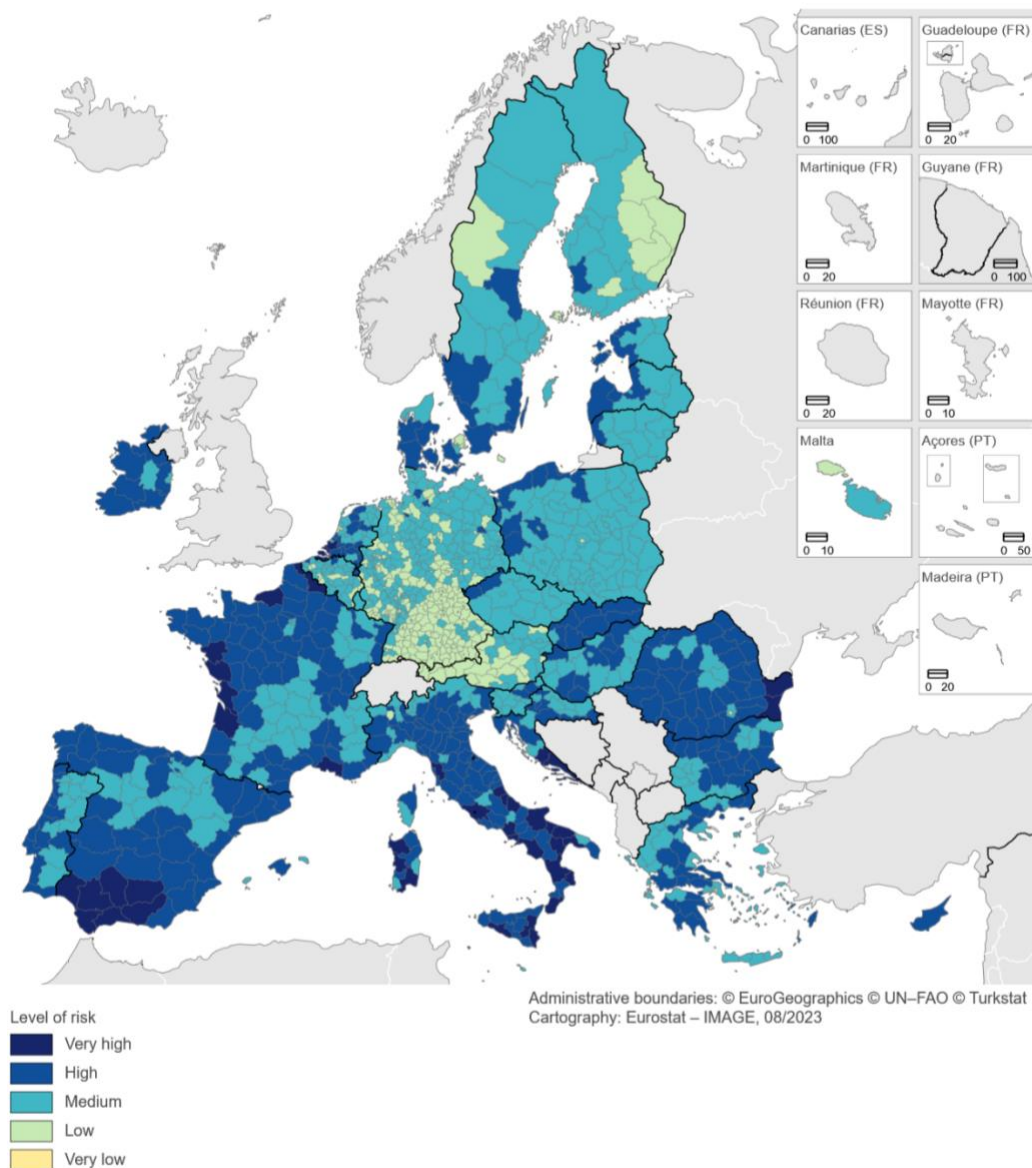 Canarias (ES)
0 100
Guadeloupe (FR)
0 20
Martinique (FR)
0 20
Guyane (FR)
0 100
Réunion (FR)
0 20
Mayotte (FR)
0 10
Malta
0 10
Açores (PT)
0 50
Madeira (PT)
0 20
Administrative boundaries: © EuroGeographics © UN–FAO © Turkstat
Cartography: Eurostat – IMAGE, 08/2023
Level of risk
Very high
High
Medium
Low
Very low